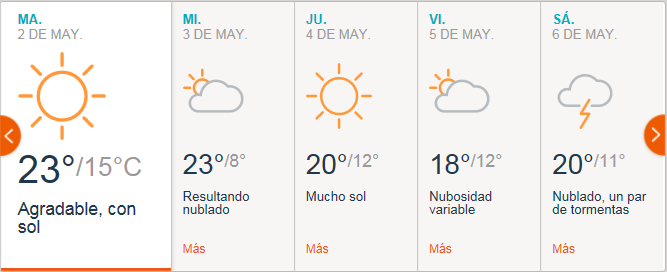 MA.
2 DE MAY.
23°/15°C
Agradable, con
sol
MI.
3 DE MAY.
23°/8°
Resultando
nublado
Más
JU.
4 DE MAY.
20°/12°
Mucho sol
Más
VI.
5 DE MAY.
18°/12°
Nubosidad
variable
Más
SÁ.
6 DE MAY.
20°/11°
Nublado, un par
de tormentas
Más